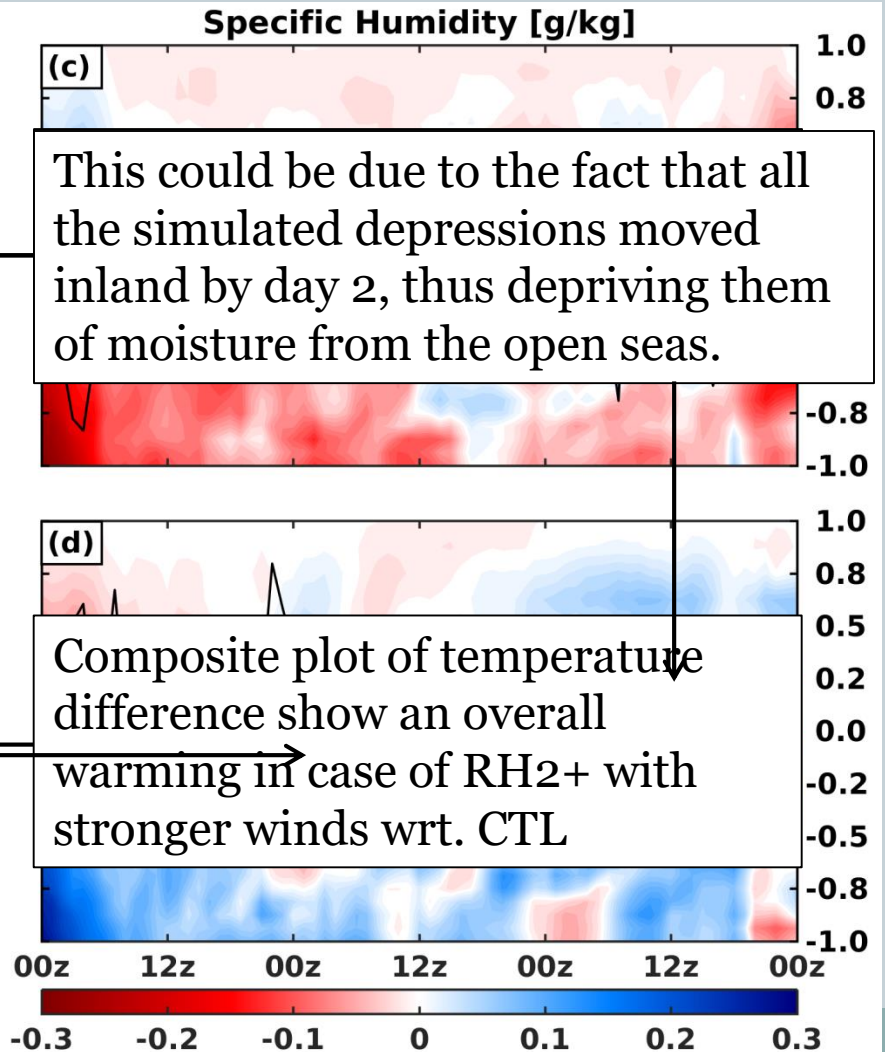 Specific Humidity [g/kg]
(c)
1.0
0.8
This could be due to the fact that all
the simulated depressions moved
inland by day 2, thus depriving them
of moisture from the open seas.
-0.8
-1.0
(d)
1.0
0.8
0.5
0.2
0.0
-0.2
-0.5
-0.8
-1.0
Composite plot of temperature
difference show an overall
warming in case of RH2+ with
stronger winds wrt. CTL
00z 12z 00z 12z 00z 12z 00z
-0.3 -0.2 -0.1 0 0.1 0.2 0.3